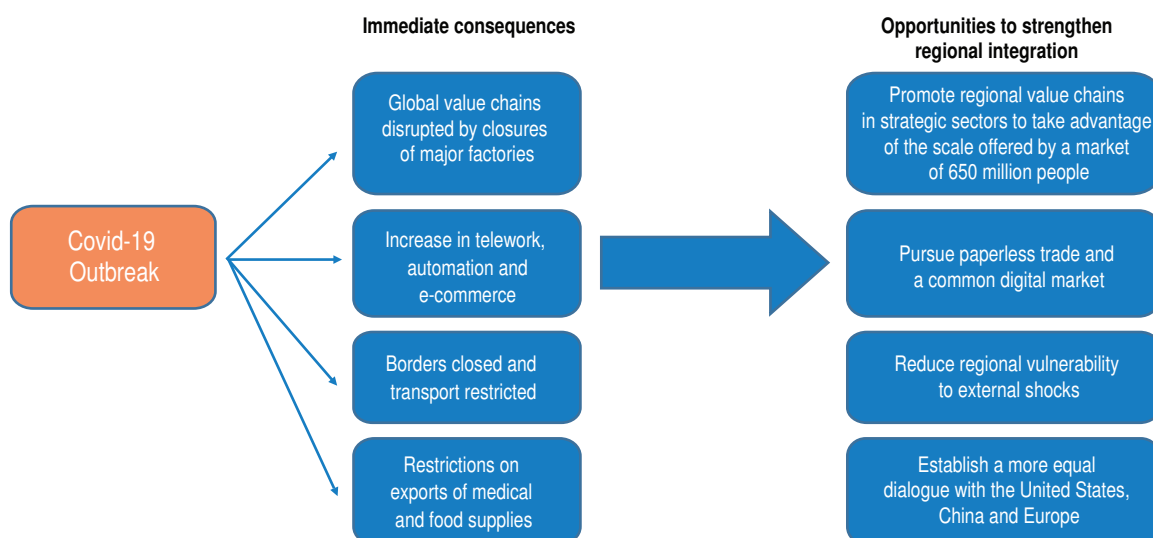 Immediate consequences
Opportunities to strengthen
regional integration
Covid-19
Outbreak
Global value chains
disrupted by closures
of major factories
Increase in telework,
automation and
e-commerce
Borders closed and
transport restricted
Restrictions on
exports of medical
and food supplies
Promote regional value chains
in strategic sectors to take advantage
of the scale offered by a market
of 650 million people
Pursue paperless trade and
a common digital market
Reduce regional vulnerability
to external shocks
Establish a more equal
dialogue with the United States,
China and Europe